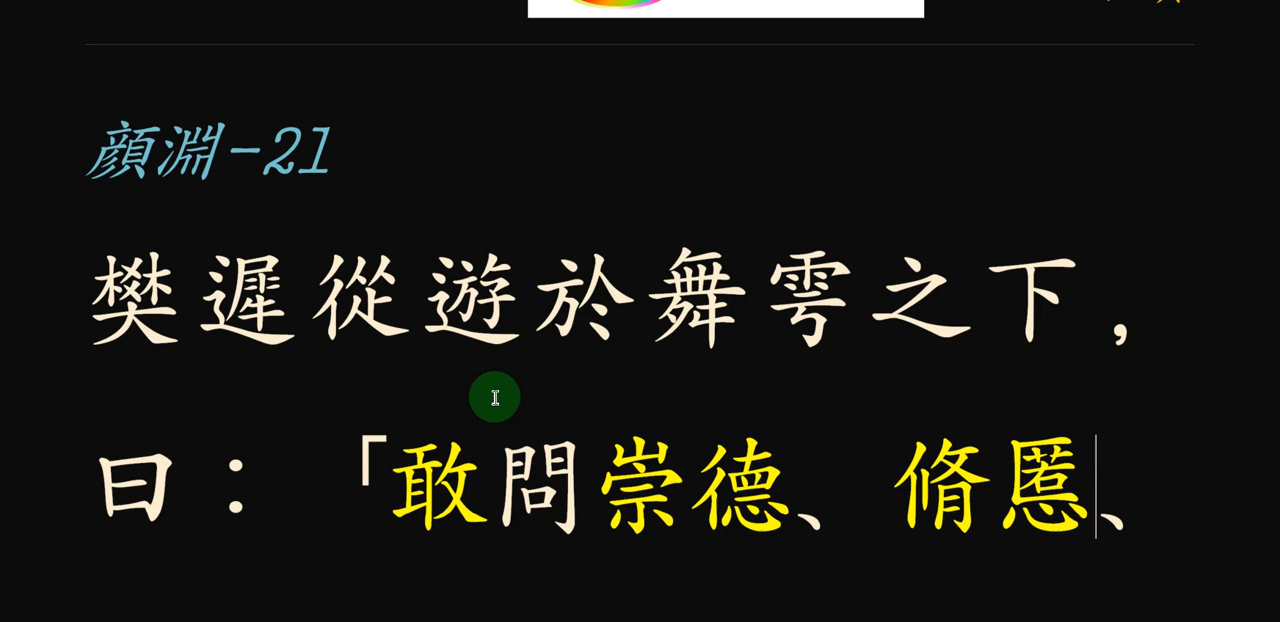 顏淵-21
樊遲從遊於舞雩之下，
曰：「敢問崇德、脩慝、